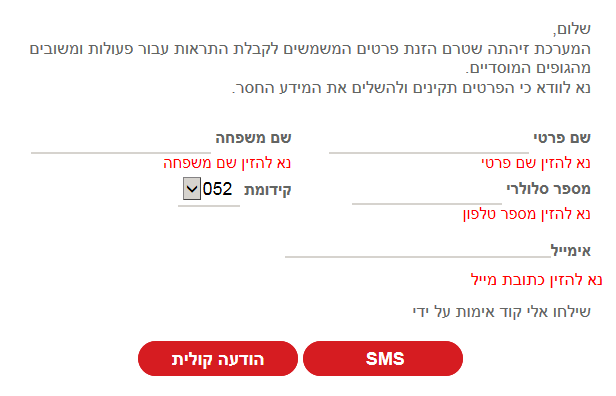 שלום,
המערכת זיהתה שטרם הזנת פרטים המשמשים לקבלת התראות עבור פעולות ומשובים
מהגופים המוסדיים.
נא לוודא כי הפרטים תקינים ולהשלים את המידע החסר.
שם פרטי שם משפחה
נא להזין שם פרטי נא להזין שם משפחה
מספר סלולרי קידומת 052
נא להזין מספר טלפון
אימייל
נא להזין כתובת מייל
שילחו אלי קוד אימות על ידי
SMS הודעה קולית